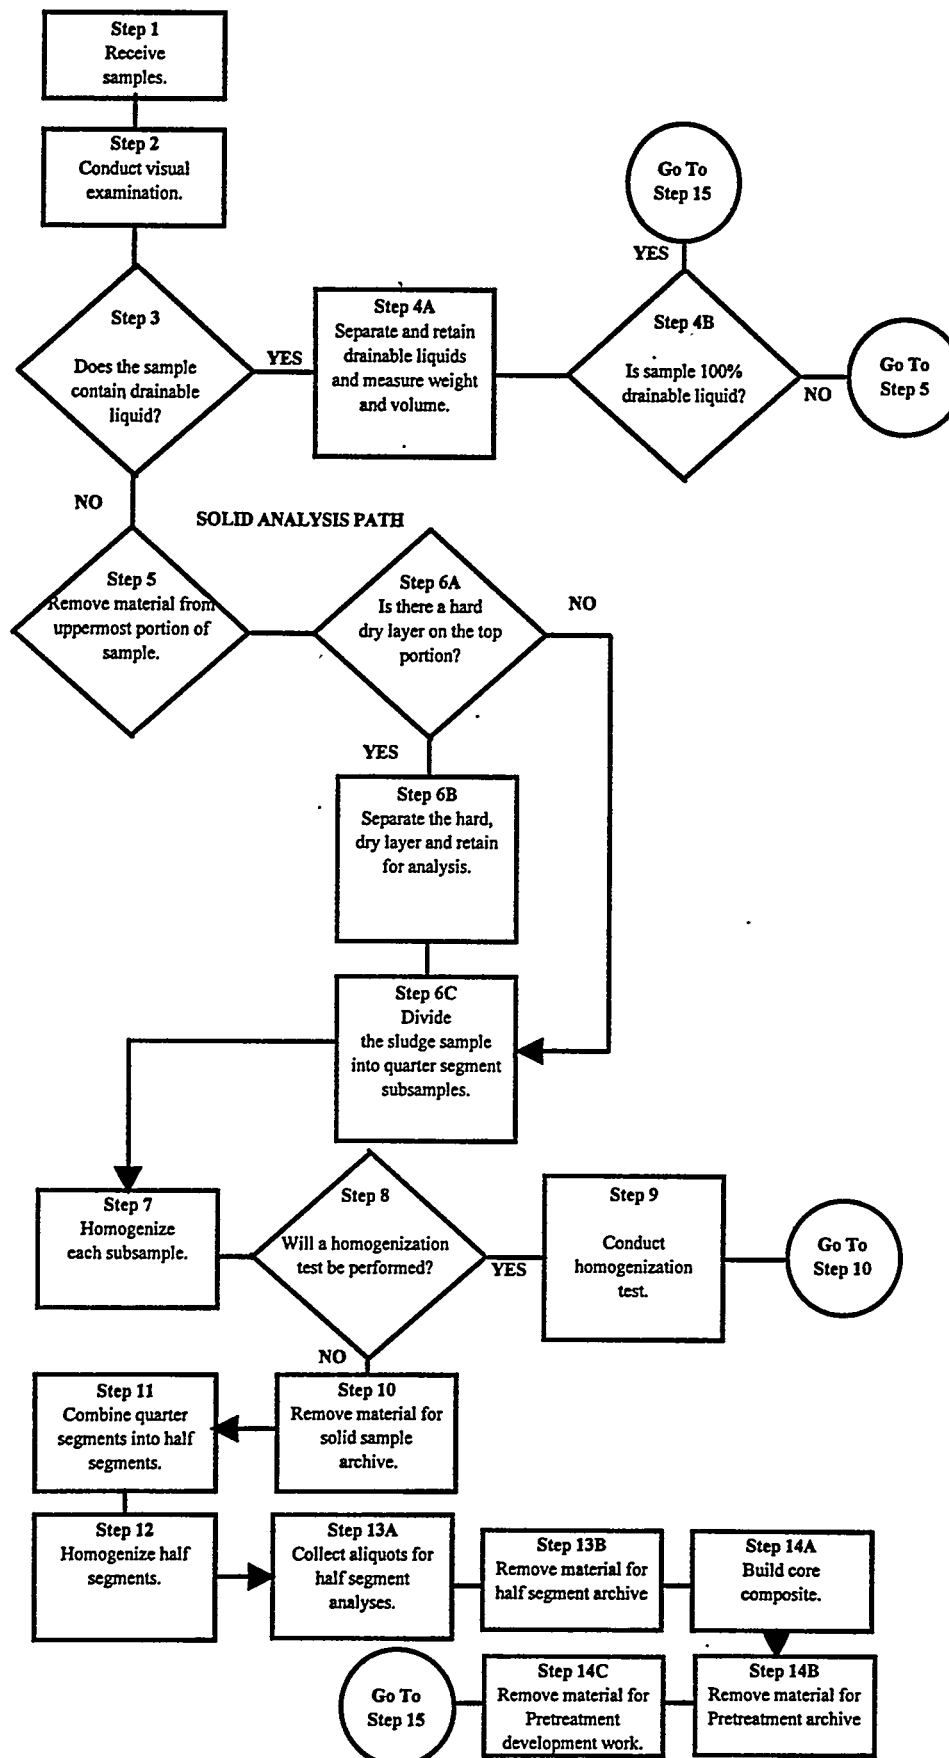 Step 1
Receive
samples.
Step 2
Conduct visual
examination.
Go To
Step 15
YES
Step 3
Does the sample
contain drainable
liquid?
YES
Step 4A
Separate and retain
drainable liquids
and measure weight
and volume.
Step 4B
Is sample 100%
drainable liquid?
NO
Go To
Step 5
NO
SOLID ANALYSIS PATH
Step 5
Remove material from
uppermost portion of
sample.
Step 6A
Is there a hard
dry layer on the top
portion?
NO
YES
Step 6B
Separate the hard,
dry layer and retain
for analysis.
Step 6C
Divide
the sludge sample
into quarter segment
subsamples.
Step 7
Homogenize
each subsample.
Step 8
Will a homogenization
test be performed?
YES
Step 9
Conduct
homogenization
test.
Go To
Step 10
NO
Step 10
Remove material for
solid sample
archive.
Step 11
Combine quarter
segments into half
segments.
Step 12
Homogenize half
segments.
Step 13A
Collect aliquots for
half segment
analyses.
Step 13B
Remove material for
half segment archive
Step 14A
Build core
composite.
Step 14B
Remove material for
Pretreatment archive
Step 14C
Remove material for
Pretreatment
development work.
Go To
Step 15